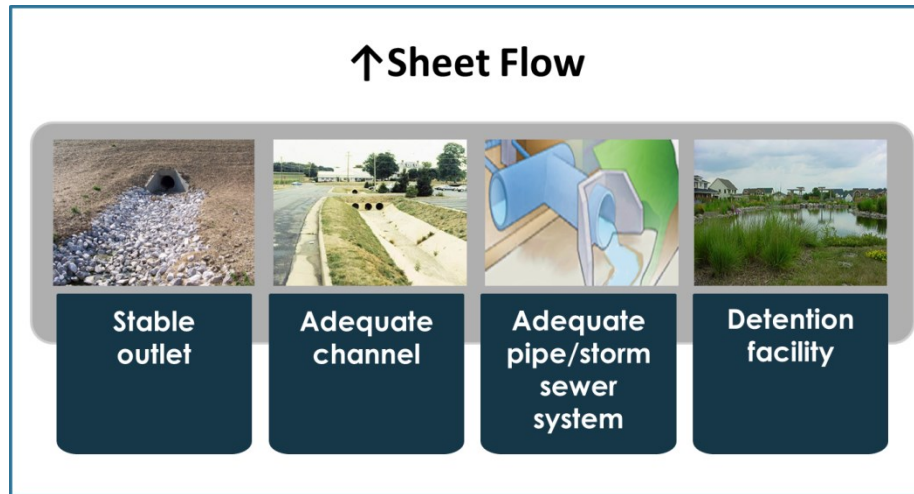 ↑Sheet Flow
Stable
outlet
Adequate
channel
Adequate
pipe/storm
sewer
system
Detention
facility